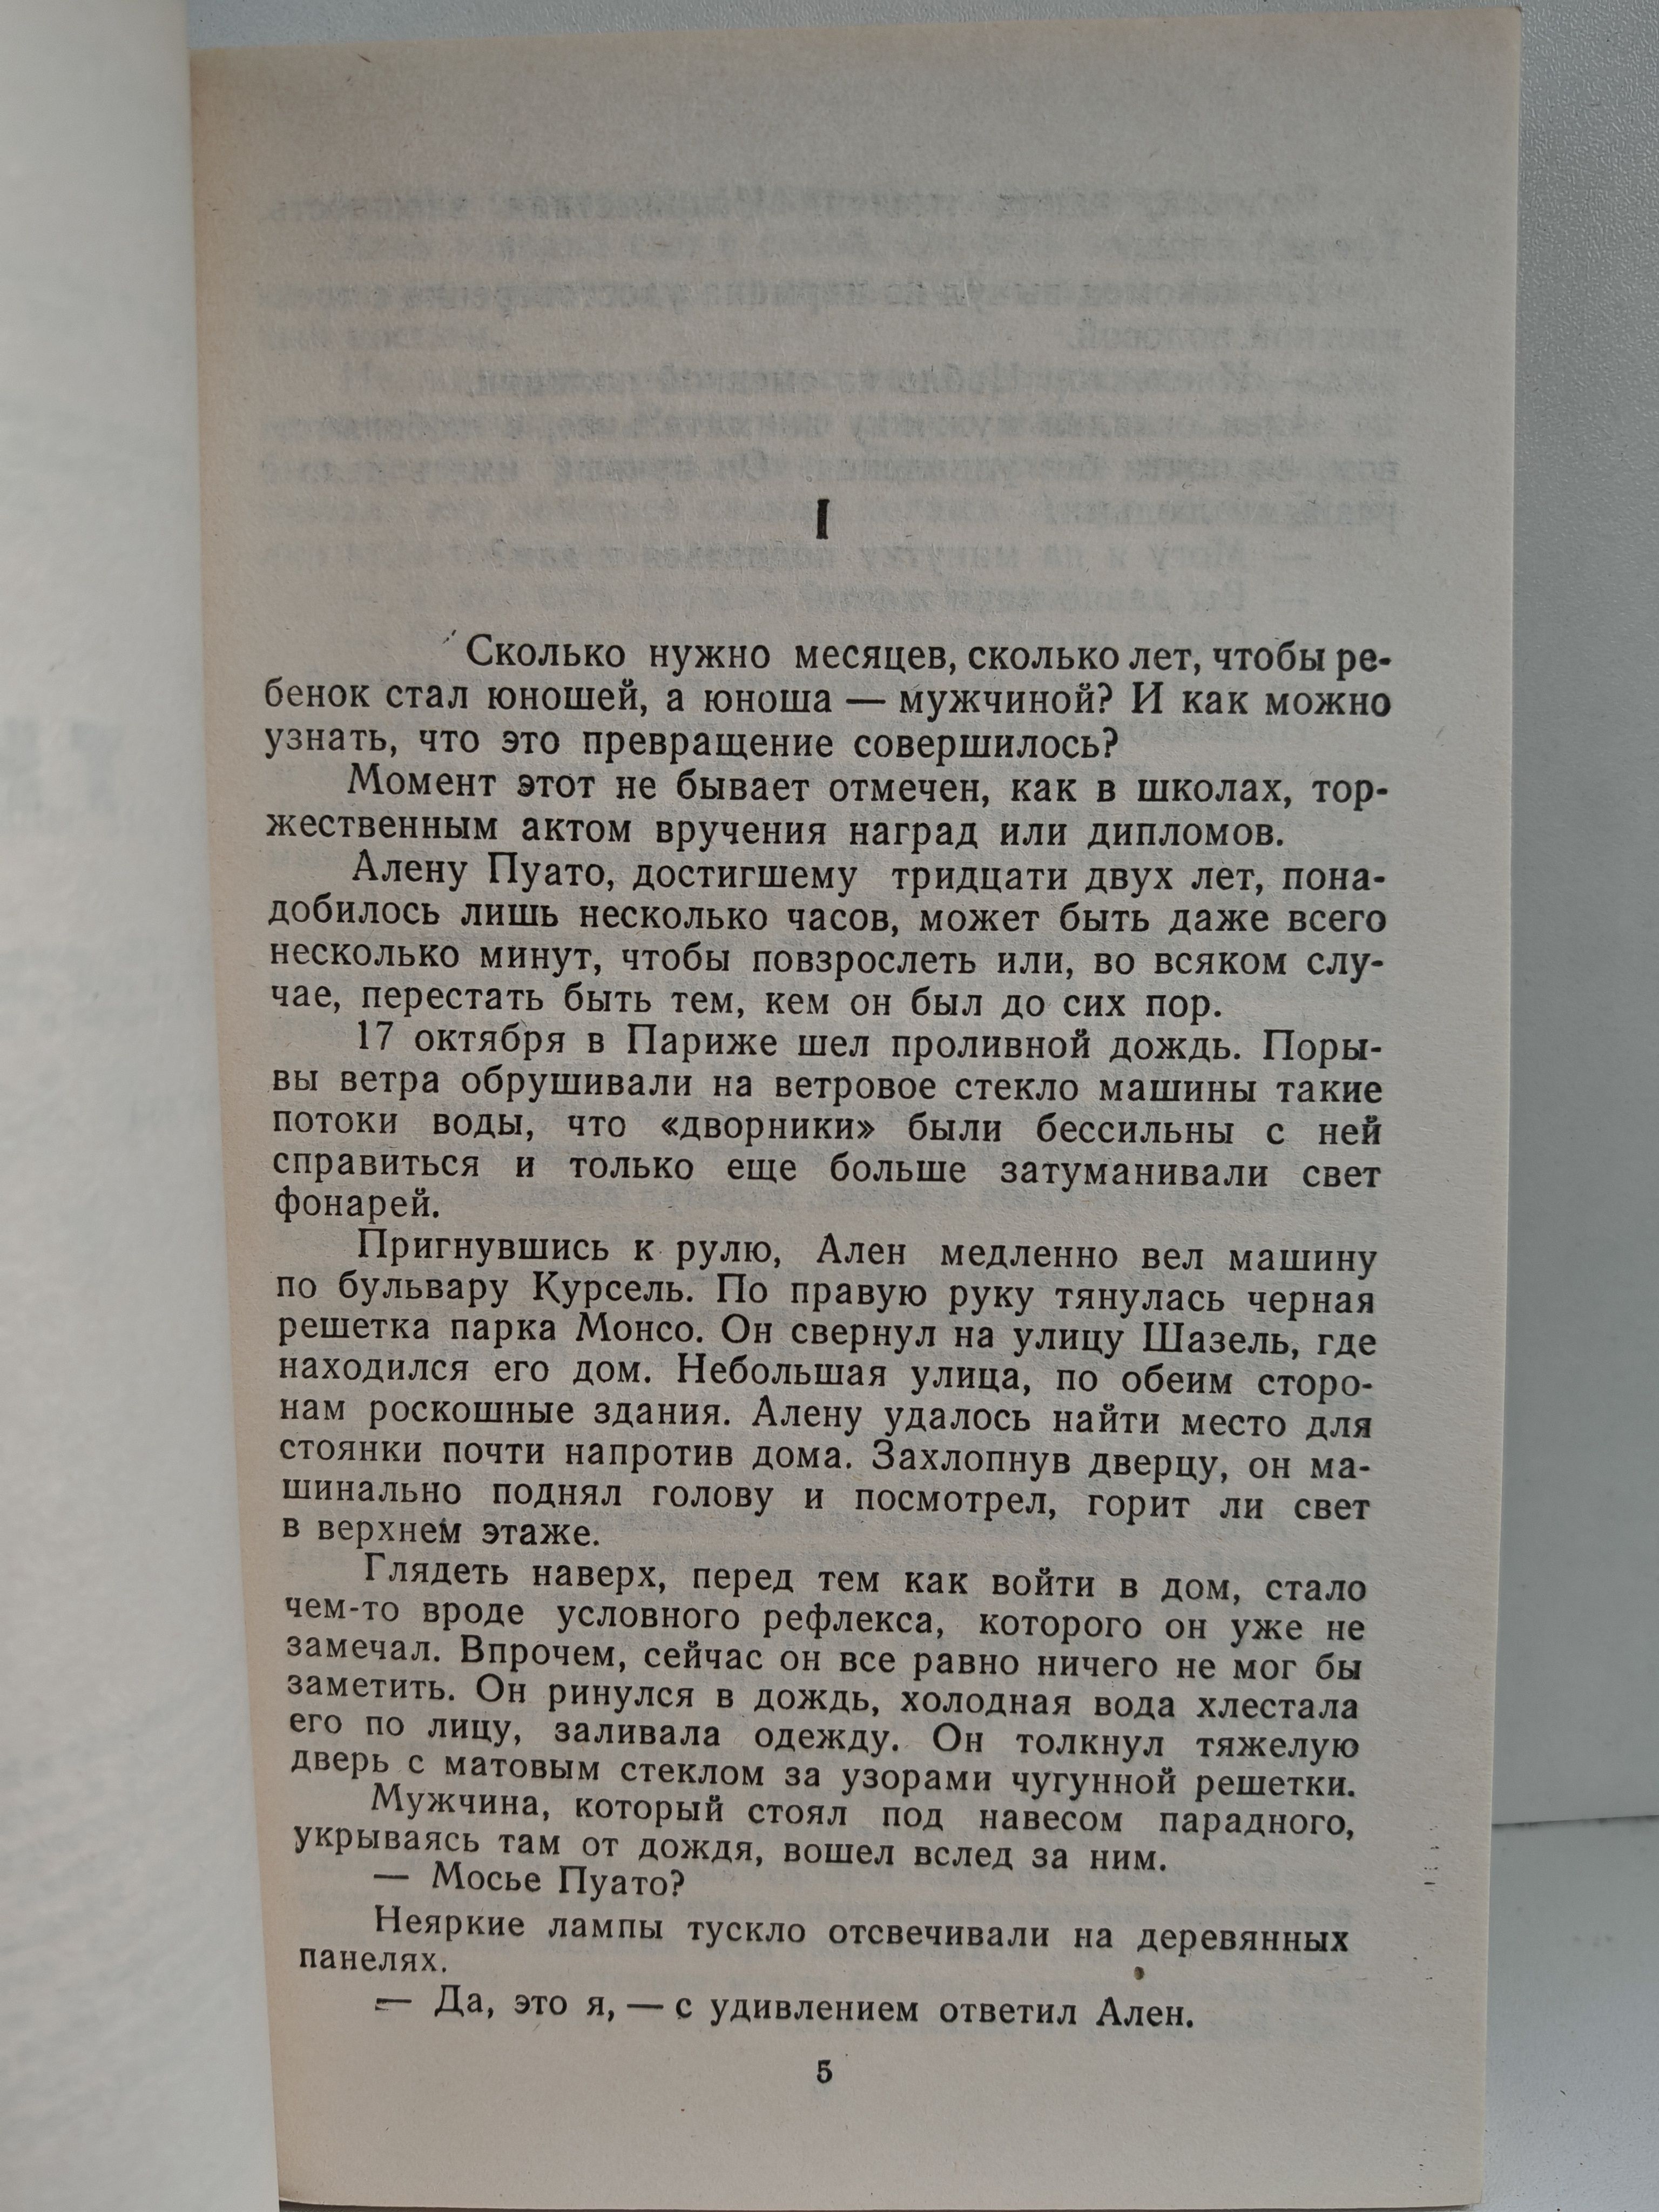 I
Сколько нужно месяцев, сколько лет, чтобы ре-
бенок стал юношей, а юноша — мужчиной? И как можно
узнать, что это превращение совершилось?
Момент этот не бывает отмечен, как в школах, тор-
жественным актом вручения наград или дипломов.
Алену Пуато, достигшему тридцати двух лет, пона-
добилось лишь несколько часов, может быть даже всего
несколько минут, чтобы повзрослеть или, во всяком слу-
чае, перестать быть тем, кем он был до сих пор.
17 октября в Париже шел проливной дождь. Поры-
вы ветра обрушивали на ветровое стекло машины такие
потоки воды, что «дворники» были бессильны с ней
справиться и только еще больше затуманивали свет
фонарей.
Пригнувшись к рулю, Ален медленно вел машину
по бульвару Курсель. По правую руку тянулась черная
решетка парка Монсо. Он свернул на улицу Шазель, где
находился его дом. Небольшая улица, по обеим сторо-
нам роскошные здания. Алену удалось найти место для
стоянки почти напротив дома. Захлопнув дверцу, он ма-
шинально поднял голову и посмотрел, горит ли свет
в верхнем этаже.
Глядеть наверх, перед тем как войти в дом, стало
чем-то вроде условного рефлекса, которого он уже не
замечал. Впрочем, сейчас он все равно ничего не мог бы
заметить. Он ринулся в дождь, холодная вода хлестала
его по лицу, заливала одежду. Он толкнул тяжелую
дверь с матовым стеклом за узорами чугунной решетки.
Мужчина, который стоял под навесом парадного,
укрываясь там от дождя, вошел вслед за ним.
— Мосье Пуато?
Неяркие лампы тускло отсвечивали на деревянных
панелях.
— Да, это я, — с удивлением ответил Ален.
5